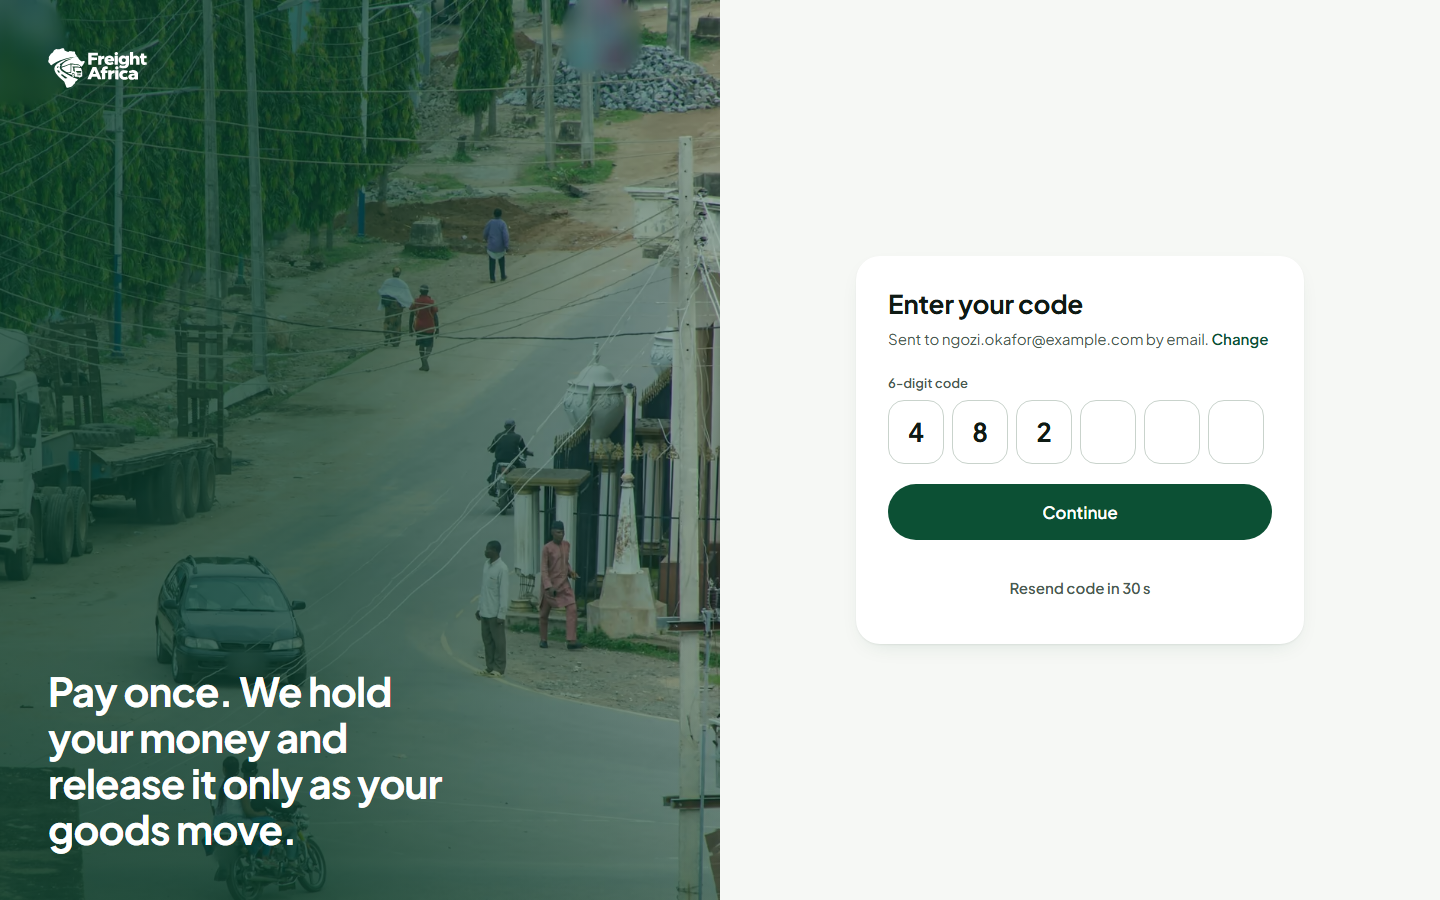 Freight
Africa
Pay once. We hold
your money and
release it only as your
goods move.
Enter your code
Sent to ngozi.okafor@example.com by email. Change
6-digit code
4 8 2
Continue
Resend code in 30 s